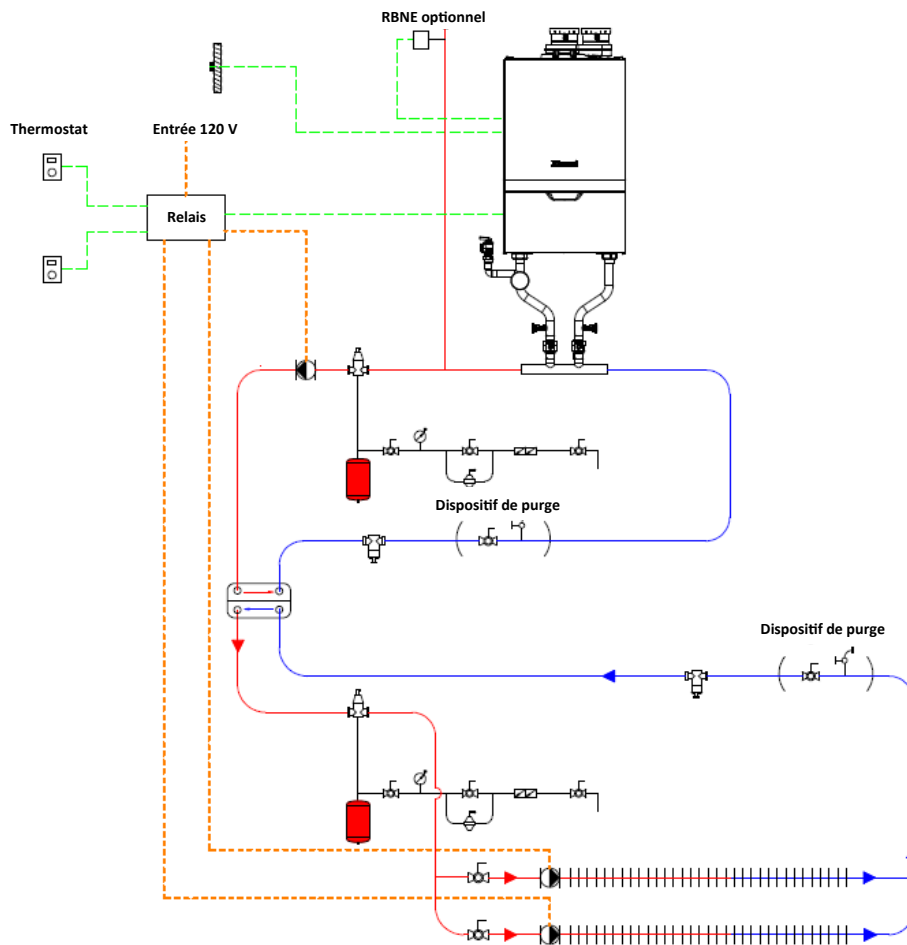 RBNE optionnel
Thermostat
Entrée 120 V
Relais
Dispositif de purge
Dispositif de purge